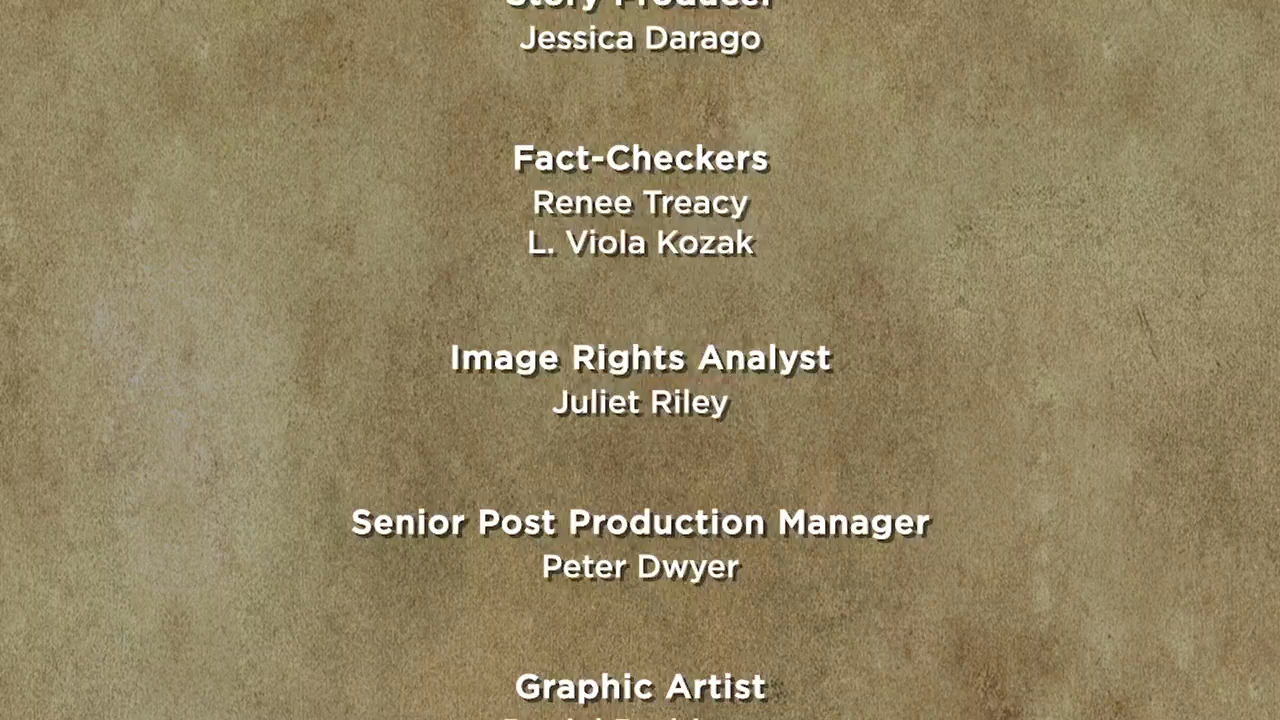 Story Producer
Jessica Darago
Fact-Checkers
Renee Treacy
L. Viola Kozak
Image Rights Analyst
Juliet Riley
Senior Post Production Manager
Peter Dwyer
Graphic Artist